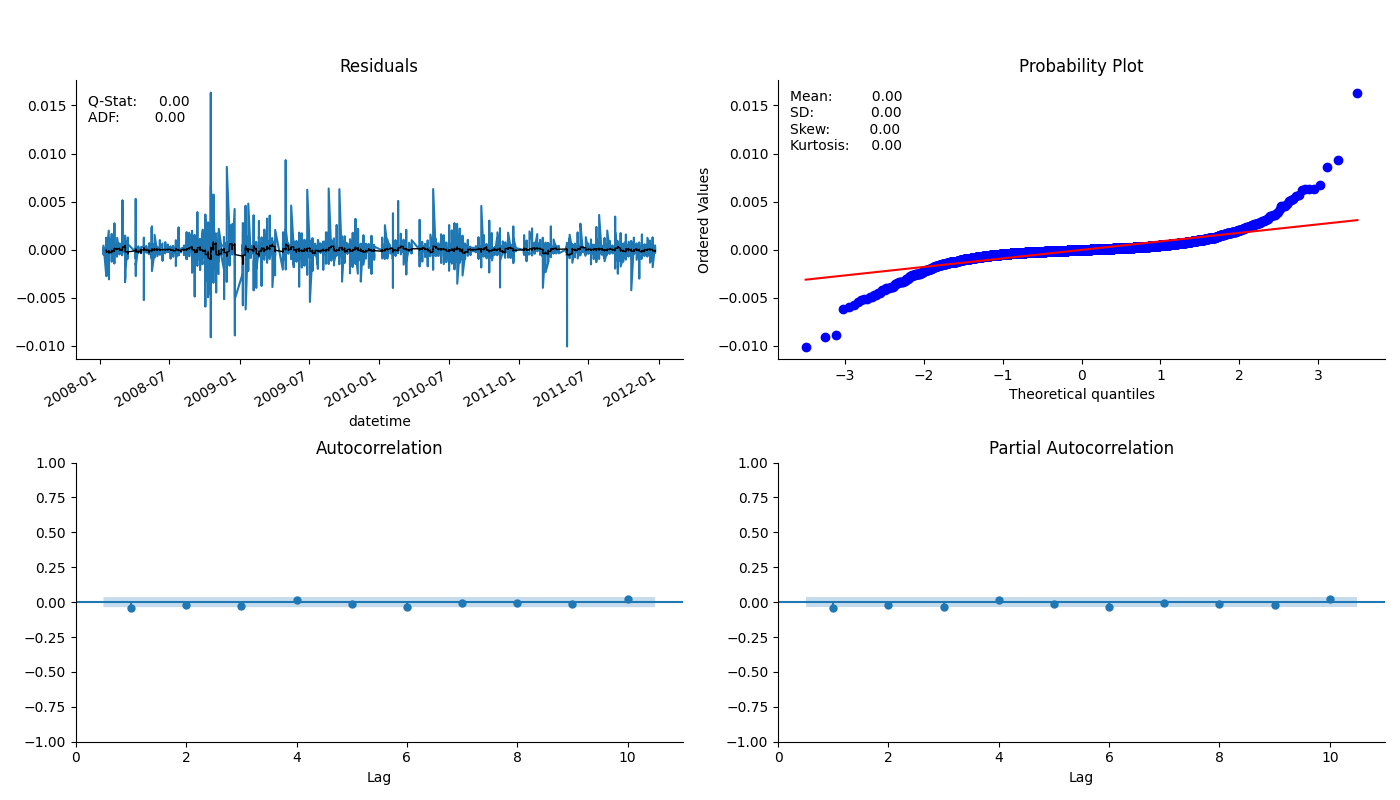 Residuals
Q-Stat: 0.00
ADF: 0.00
0.015
0.010
0.005
0.000
−0.005
−0.010
2008-01
2008-07
2009-01
2009-07
2010-01
2010-07
2011-01
2011-07
2012-01
datetime
Probability Plot
Mean: 0.00
SD: 0.00
Skew: 0.00
Kurtosis: 0.00
Ordered Values
0.015
0.010
0.005
0.000
−0.005
−0.010
−3 −2 −1 0 1 2 3
Theoretical quantiles
Autocorrelation
1.00
0.75
0.50
0.25
0.00
−0.25
−0.50
−0.75
−1.00
0 2 4 6 8 10
Lag
Partial Autocorrelation
1.00
0.75
0.50
0.25
0.00
−0.25
−0.50
−0.75
−1.00
0 2 4 6 8 10
Lag